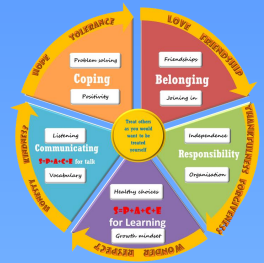 HOPE
TOLERANCE
LOVE
FRIENDSHIP
THANKFULNESS
FORGIVENESS
WONDER
RESPECT
HONESTY
Problem solving
Coping
Positivity
Friendships
Belonging
Joining in
Treat others
as you would
want to be
treated
yourself
Listening
Communicating
S=P+A+C+E for talk
Vocabulary
Independence
Responsibility
Organisation
Healthy choices
S=P+A+C+E
for Learning
Growth mindset